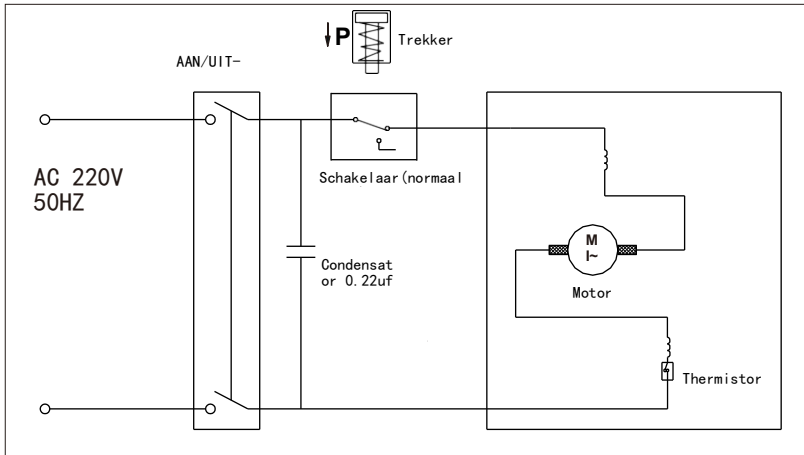 P
Trekker
AAN/UIT-
AC 220V
50HZ
Schakelaar(normaal
Condensat
or 0.22uf
M
I~
Motor
Thermistor